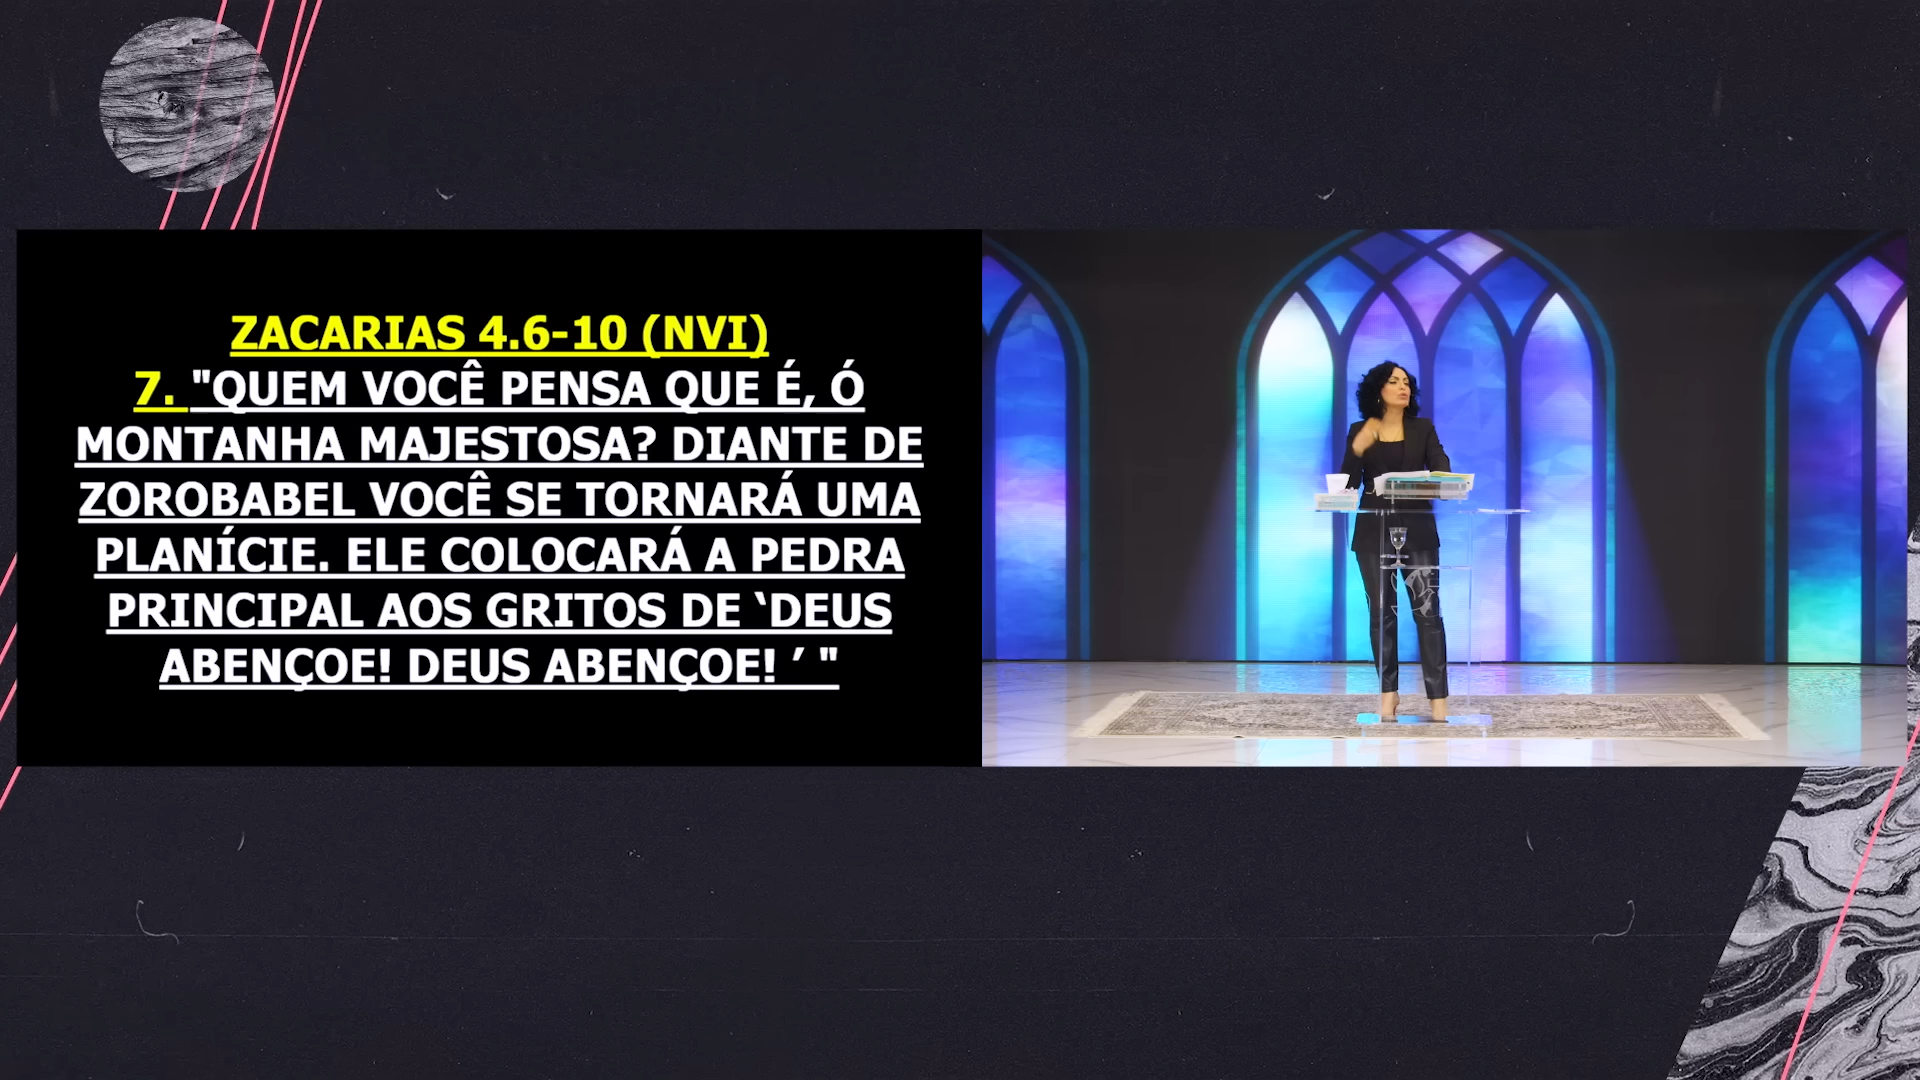 ZACARIAS 4.6-10 (NVI)
7. "QUEM VOCÊ PENSA QUE É, Ó
MONTANHA MAJESTOSA? DIANTE DE
ZOROBABEL VOCÊ SE TORNARÁ UMA
PLANÍCIE. ELE COLOCARÁ A PEDRA
PRINCIPAL AOS GRITOS DE ‘DEUS
ABENÇOE! DEUS ABENÇOE! ’ "